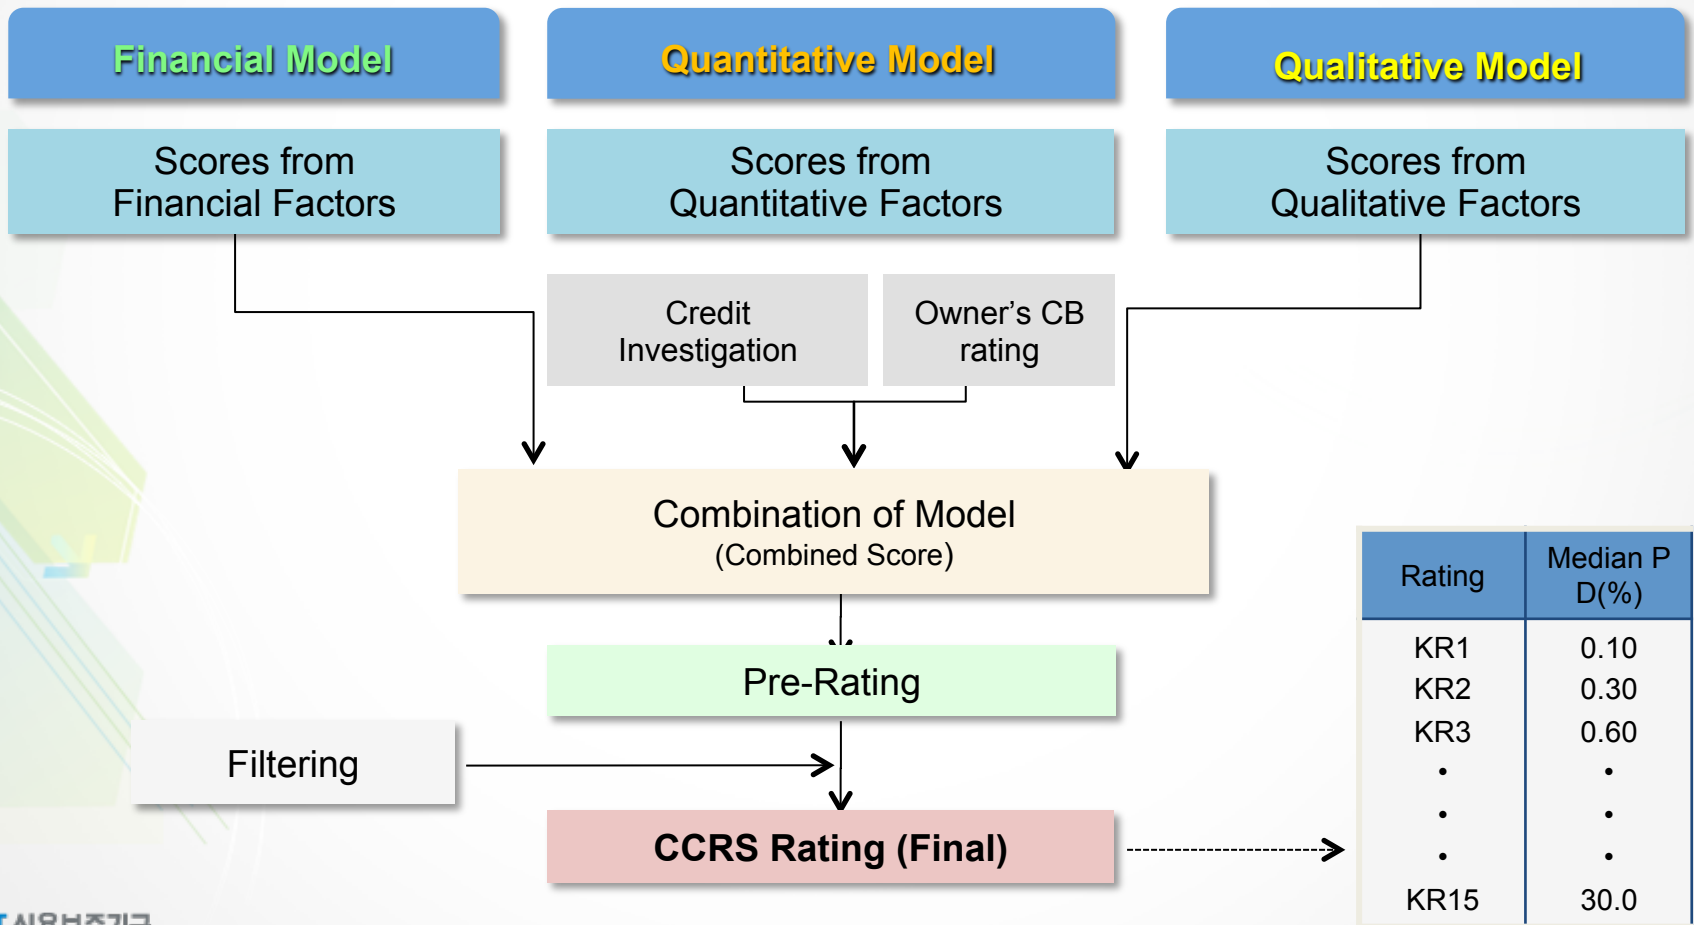 Financial Model
Quantitative Model
Qualitative Model
Scores from
Financial Factors
Scores from
Quantitative Factors
Scores from
Qualitative Factors
Credit
Investigation
Owner’s CB
rating
Combination of Model
(Combined Score)
Pre-Rating
Filtering
CCRS Rating (Final)
Rating
Median P
D(%)
KR1 0.10
KR2 0.30
KR3 0.60
• •
• •
• •
KR15 30.0